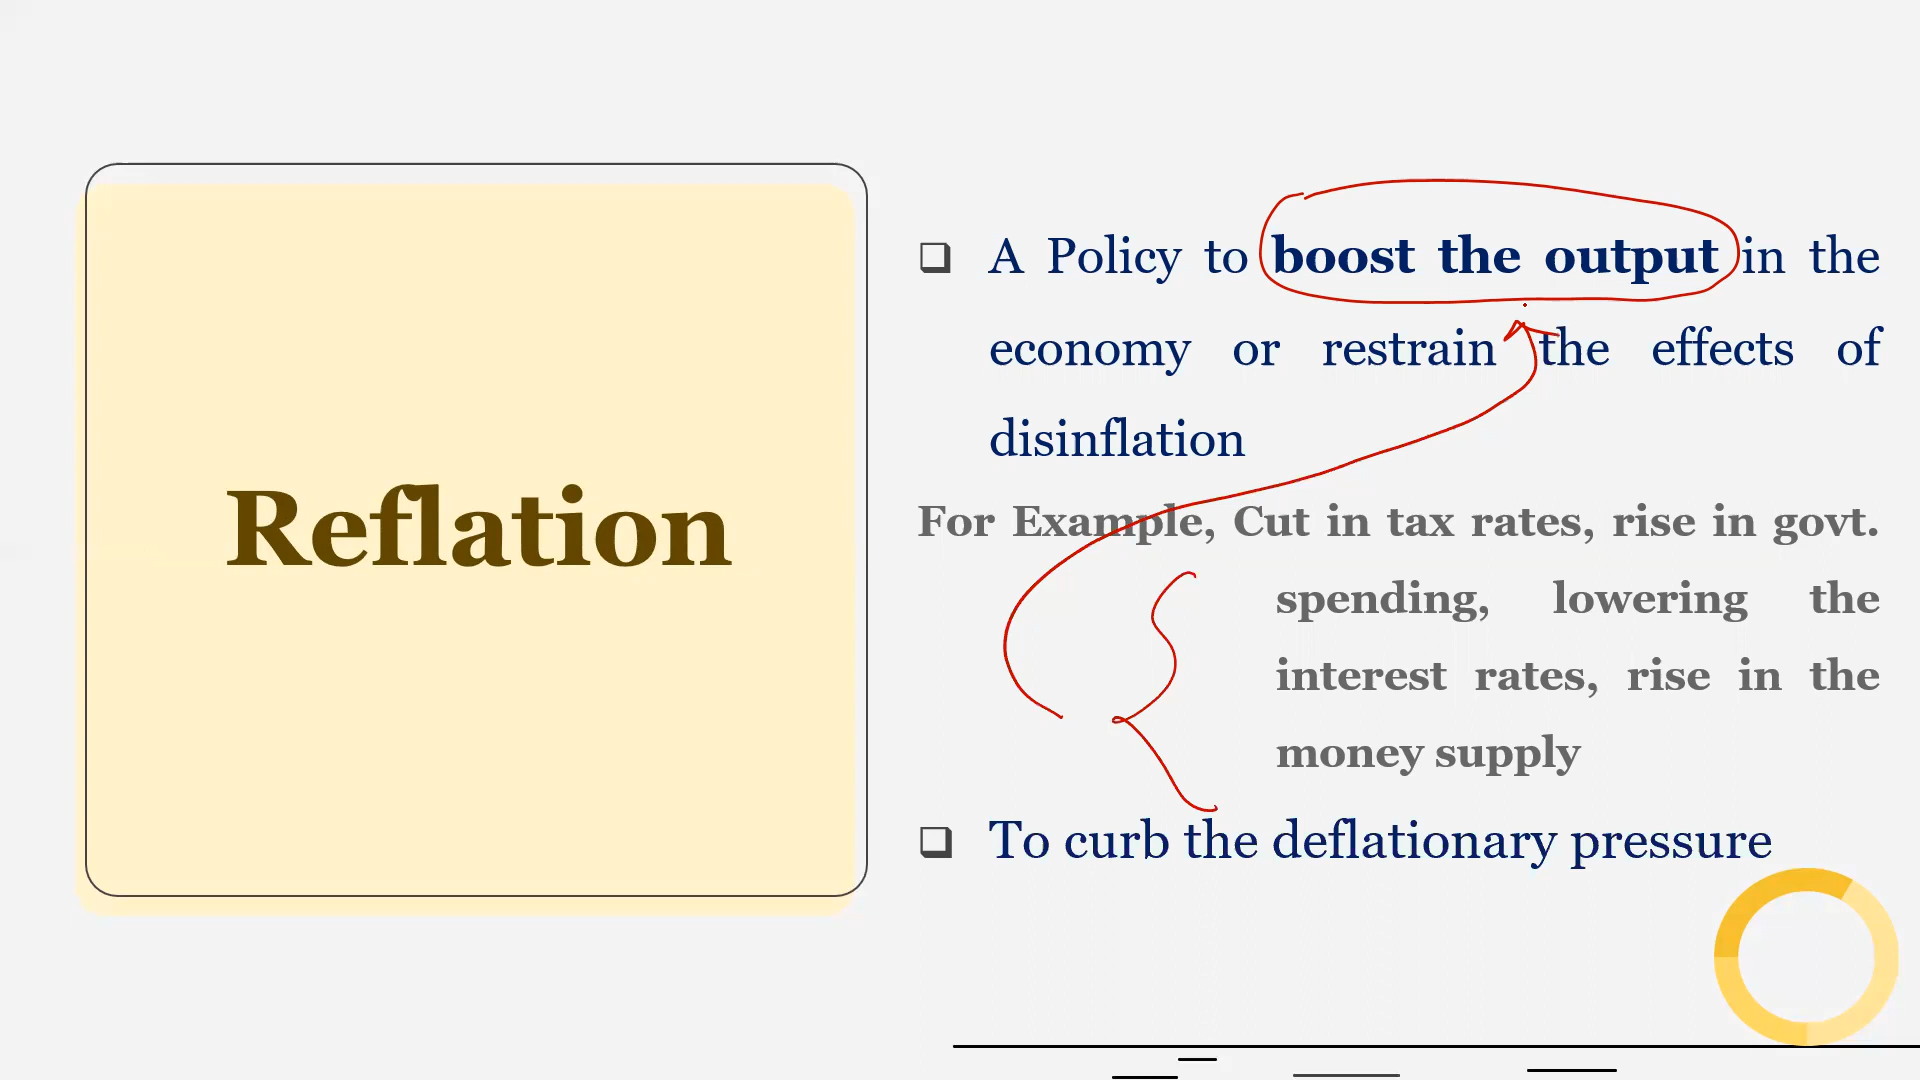 Reflation
A Policy to boost the output in the
economy or restrain the effects of
disinflation
For Example, Cut in tax rates, rise in govt.
spending, lowering the
interest rates, rise in the
money supply
To curb the deflationary pressure